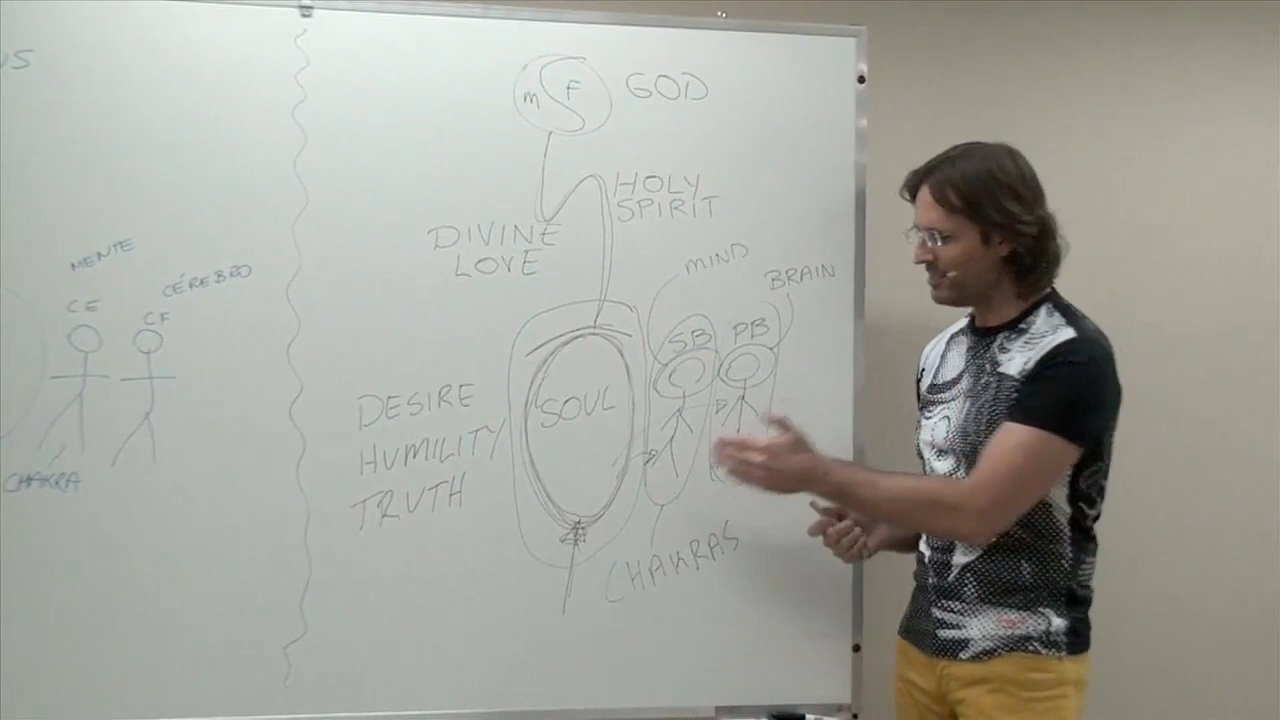 US
MENTE
CÉREBRO
CE
CF
CHAKRA
m F
GOD
HOLY
SPIRIT
DIVINE
LOVE
MIND
BRAIN
SB
PB
SOUL
DESIRE
HUMILITY
TRUTH
CHAKRAS